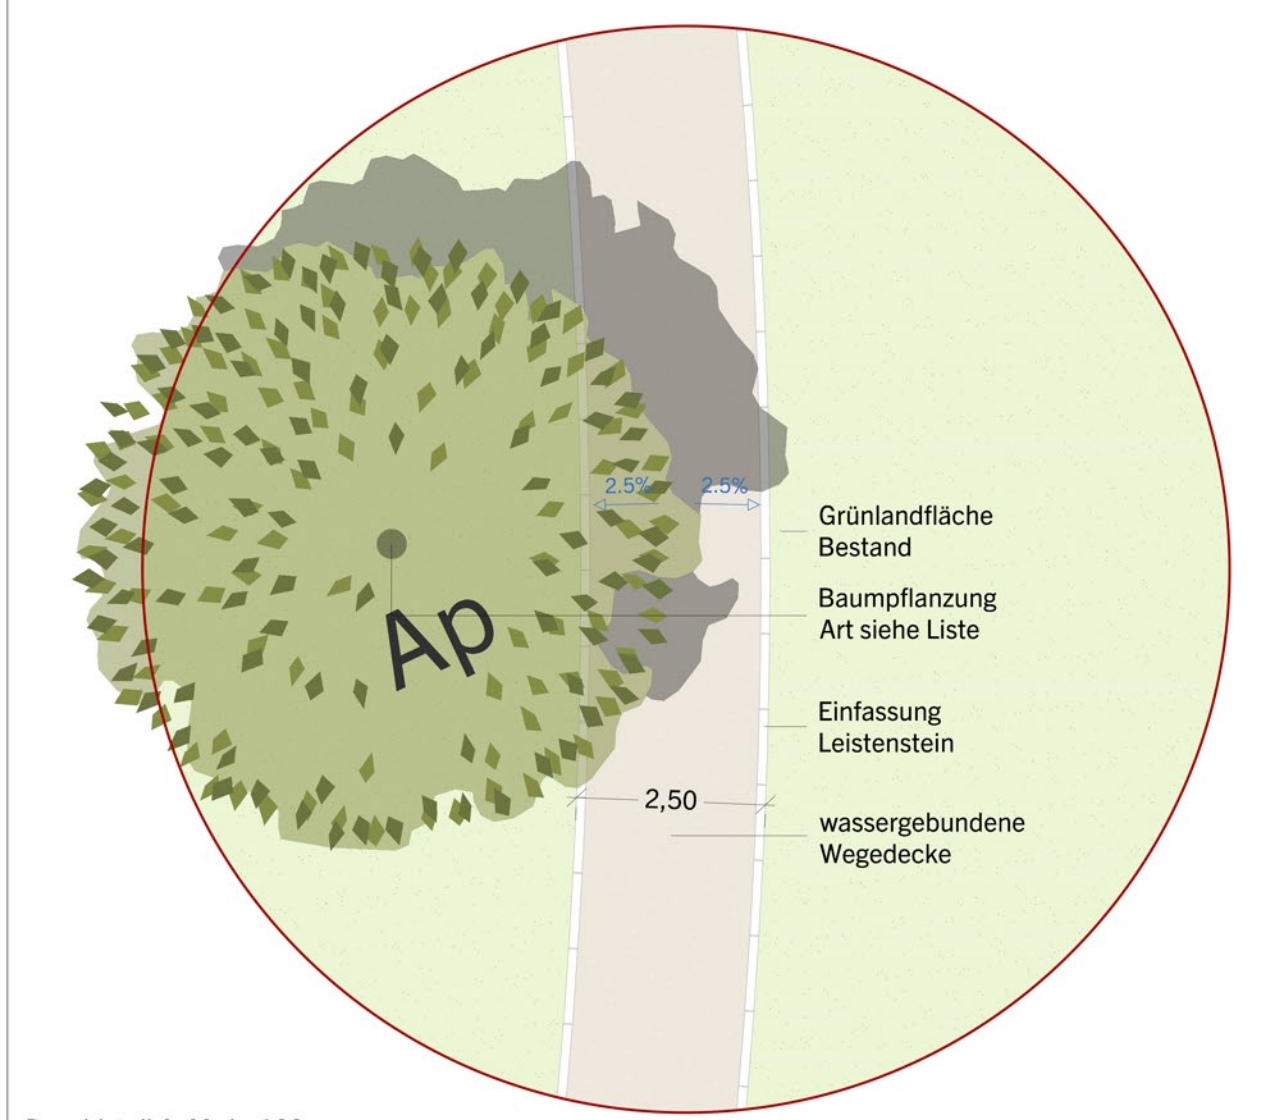 2.5% 2.5%
Grünlandfläche
Bestand
Baumpflanzung
Art siehe Liste
Ap
Einfassung
Leistenstein
2,50
wassergebundene
Wegedecke